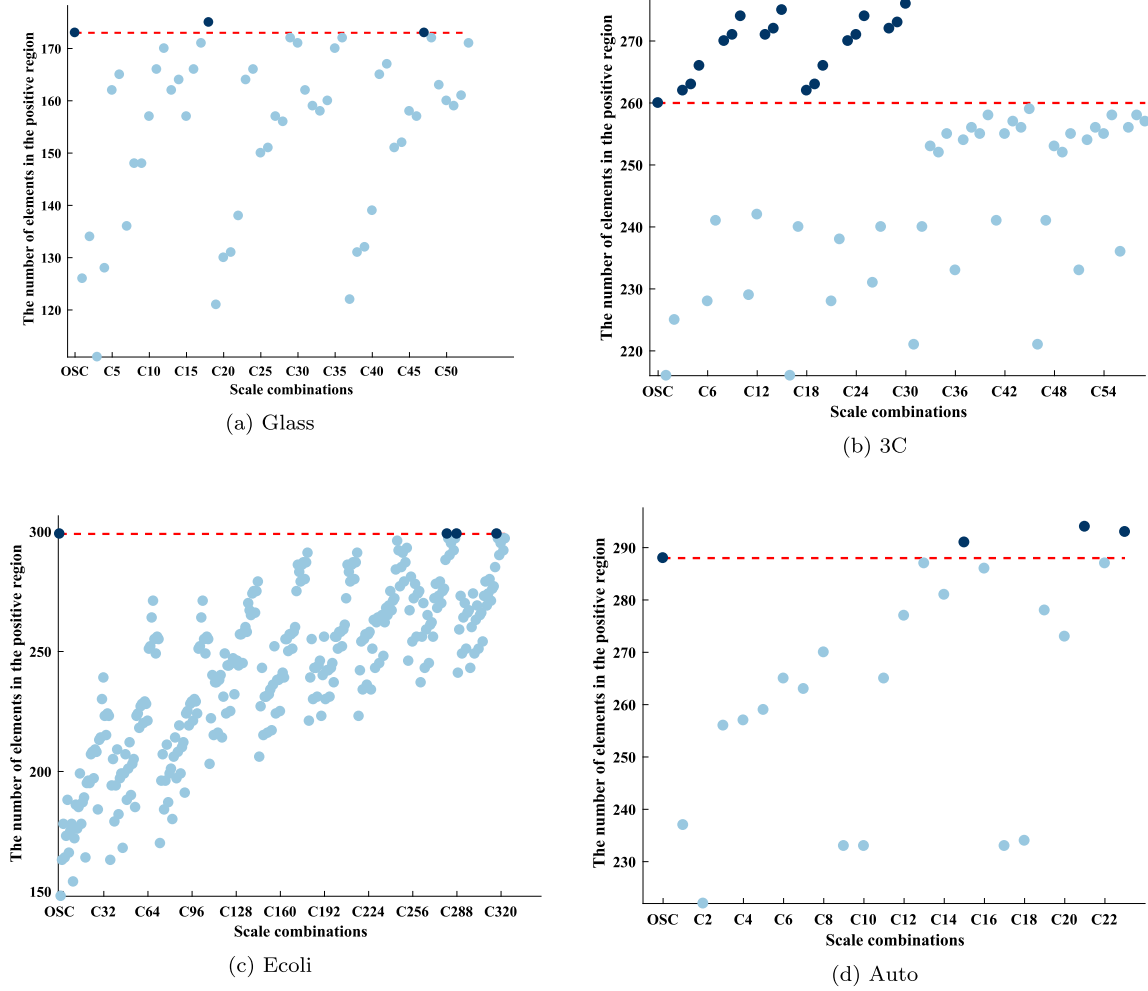 The number of elements in the positive region
170
160
150
140
130
120
OSC C5 C10 C15 C20 C25 C30 C35 C40 C45 C50
Scale combinations
(a) Glass
The number of elements in the positive region
270
260
250
240
230
220
OSC C6 C12 C18 C24 C30 C36 C42 C48 C54
Scale combinations
(b) 3C
The number of elements in the positive region
300
250
200
150
OSC C32 C64 C96 C128 C160 C192 C224 C256 C288 C320
Scale combinations
(c) Ecoli
The number of elements in the positive region
290
280
270
260
250
240
230
OSC C2 C4 C6 C8 C10 C12 C14 C16 C18 C20 C22
Scale combinations
(d) Auto